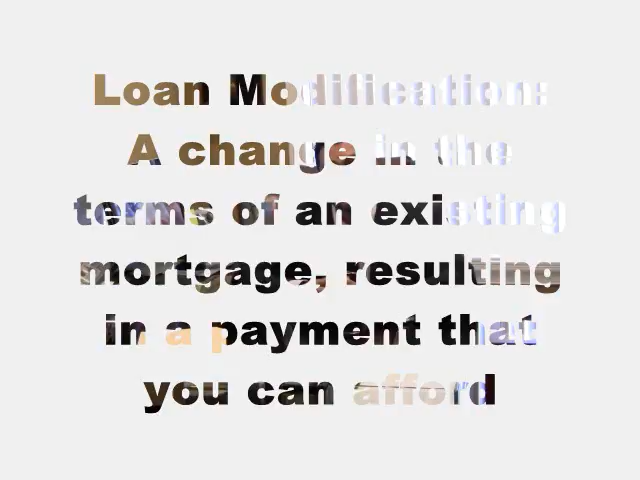 Loan Modification:
A change in the
terms of an existing
mortgage, resulting
in a payment that
you can afford